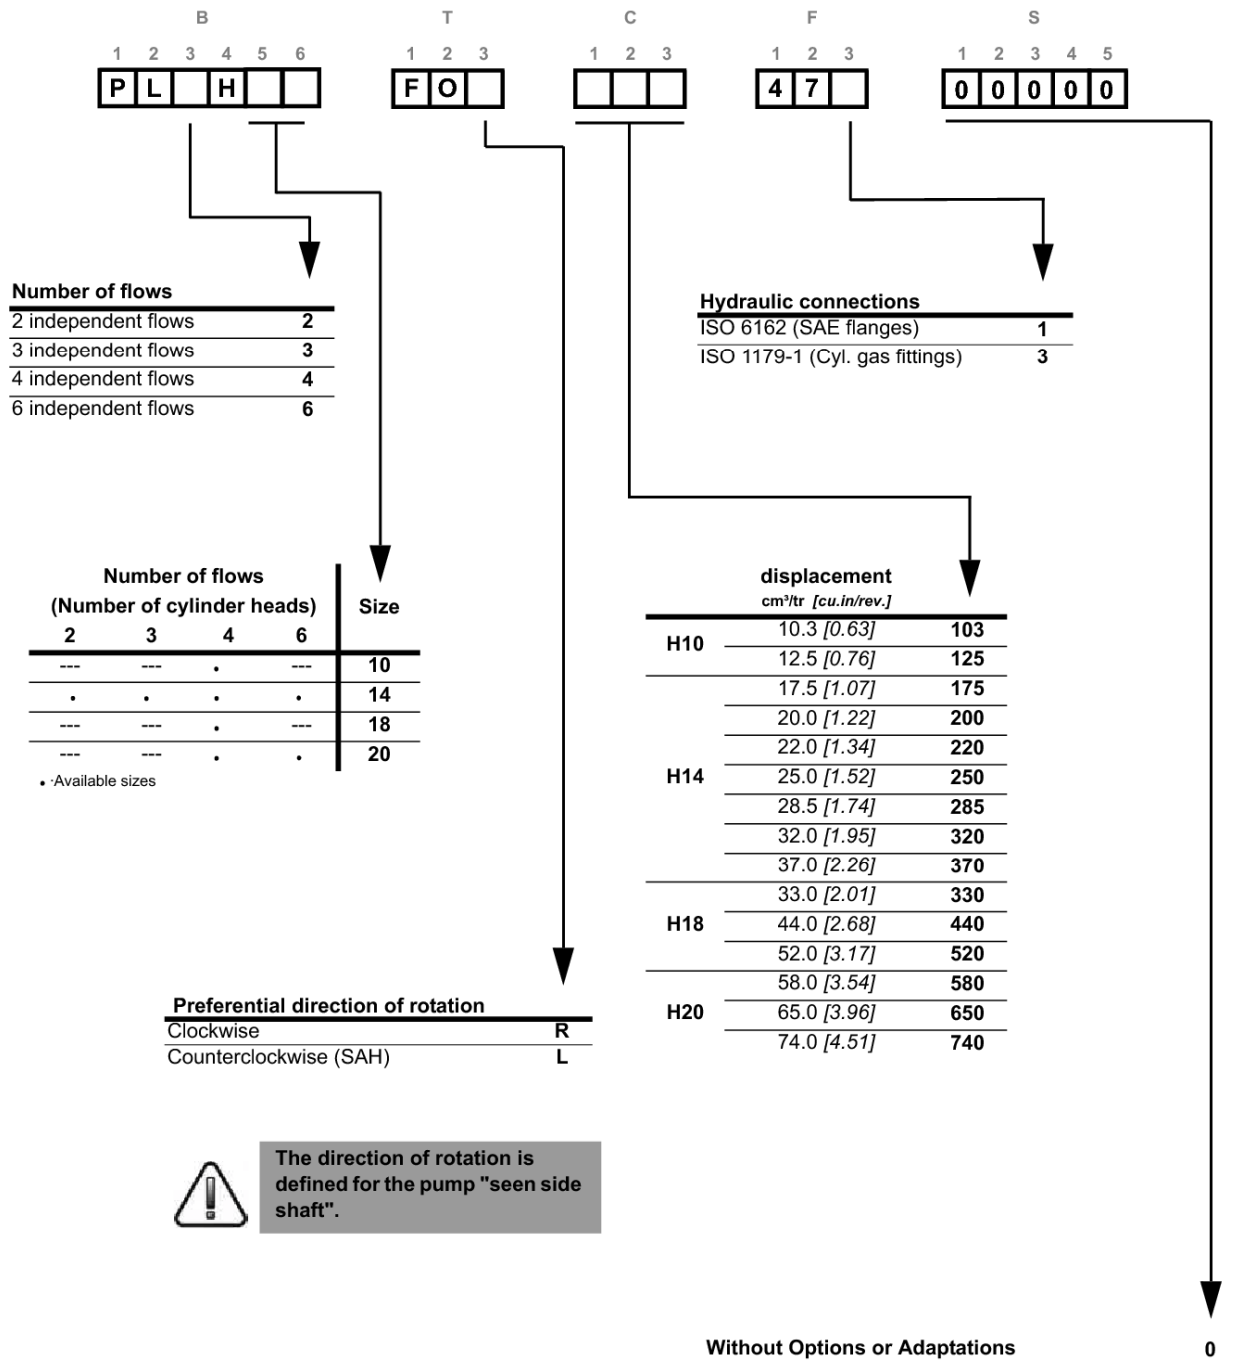 B T C F S
1 2 3 4 5 6 1 2 3 1 2 3 1 2 3 1 2 3 4 5
P L H F O 4 7 0 0 0 0 0
Number of flows
2 independent flows 2
3 independent flows 3
4 independent flows 4
6 independent flows 6
Hydraulic connections
ISO 6162 (SAE flanges) 1
ISO 1179-1 (Cyl. gas fittings) 3
Number of flows
(Number of cylinder heads) Size
2 3 4 6
--- --- . --- 10
. . . . 14
--- --- . --- 18
--- --- . . 20
. ·Available sizes
displacement
cm³/tr [cu.in/rev.]
H10
10.3 [0.63] 103
12.5 [0.76] 125
H14
17.5 [1.07] 175
20.0 [1.22] 200
22.0 [1.34] 220
25.0 [1.52] 250
28.5 [1.74] 285
32.0 [1.95] 320
37.0 [2.26] 370
H18
33.0 [2.01] 330
44.0 [2.68] 440
52.0 [3.17] 520
H20
58.0 [3.54] 580
65.0 [3.96] 650
74.0 [4.51] 740
Preferential direction of rotation
Clockwise R
Counterclockwise (SAH) L
The direction of rotation is
defined for the pump "seen side
shaft".
Without Options or Adaptations 0